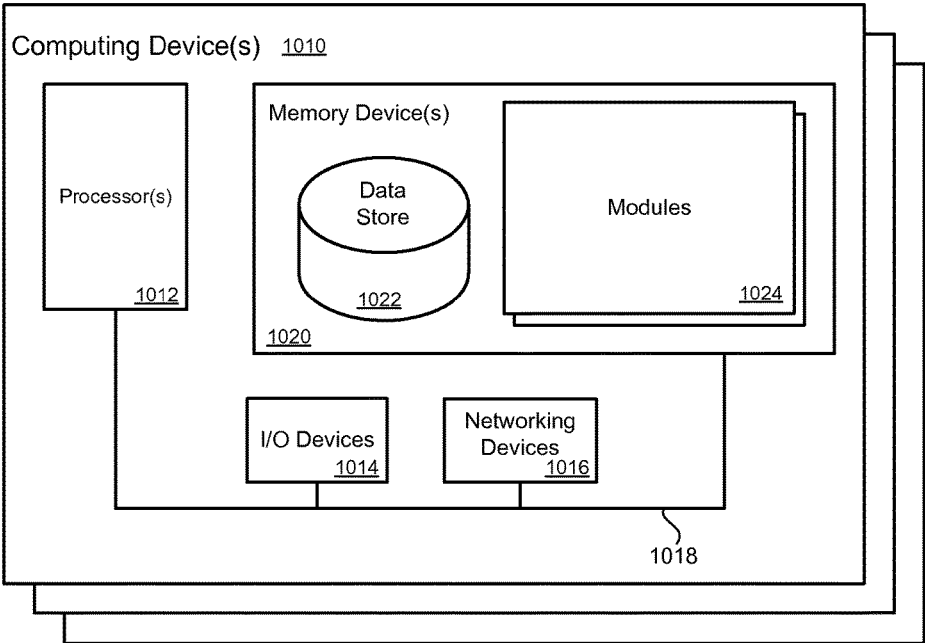 Computing Device(s) 1010
Memory Device(s)
Processor(s)
Data
Store
Modules
1012
1022
1024
1020
I/O Devices
1014
Networking
Devices
1016
1018